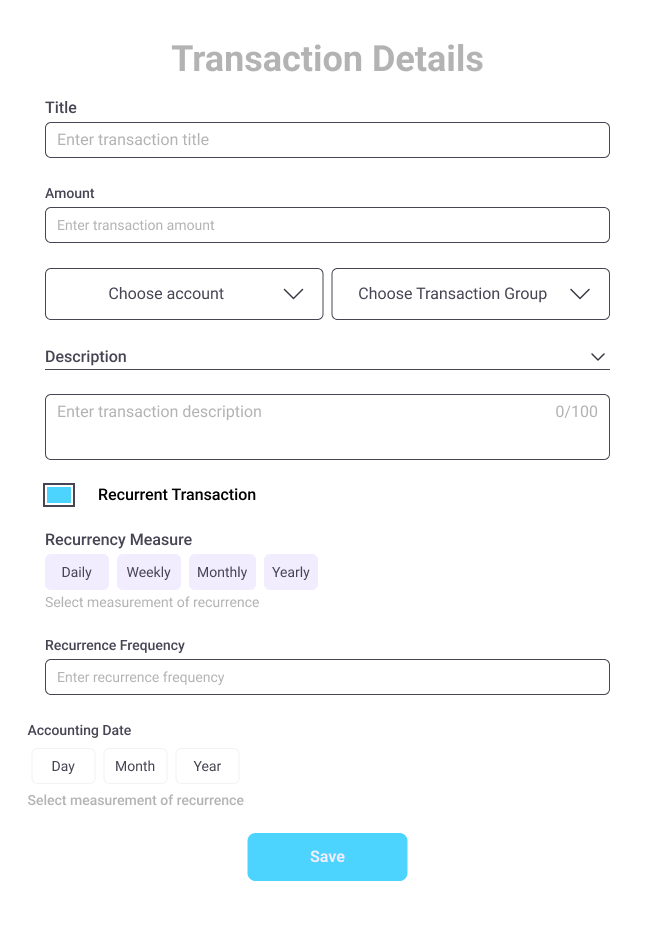 Transaction Details
Title
Enter transaction title
Amount
Enter transaction amount
Choose account
Choose Transaction Group
Description
Enter transaction description 0/100
Recurrent Transaction
Recurrency Measure
Daily Weekly Monthly Yearly
Select measurement of recurrence
Recurrence Frequency
Enter recurrence frequency
Accounting Date
Day Month Year
Select measurement of recurrence
Save